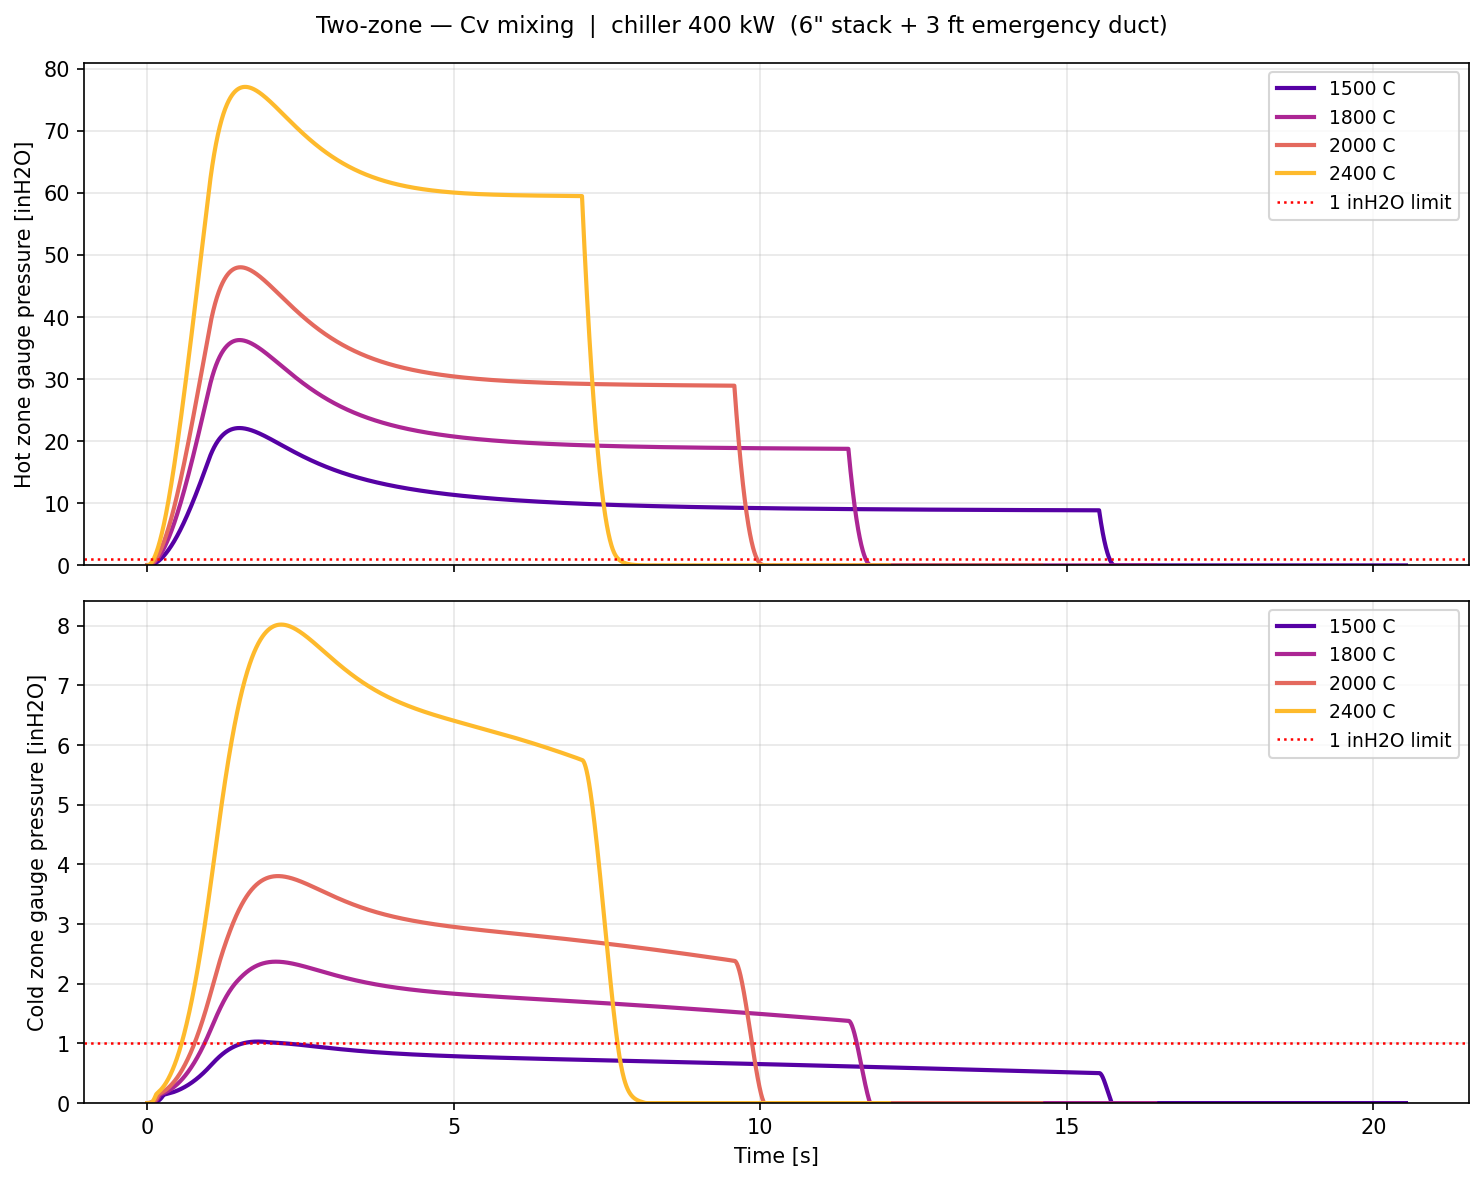 Two-zone — Cv mixing | chiller 400 kW (6" stack + 3 ft emergency duct)
Hot zone gauge pressure [inH2O]
80
70
60
50
40
30
20
10
0
1500 C
1800 C
2000 C
2400 C
1 inH2O limit
Cold zone gauge pressure [inH2O]
8
7
6
5
4
3
2
1
0
1500 C
1800 C
2000 C
2400 C
1 inH2O limit
0 5 10 15 20
Time [s]